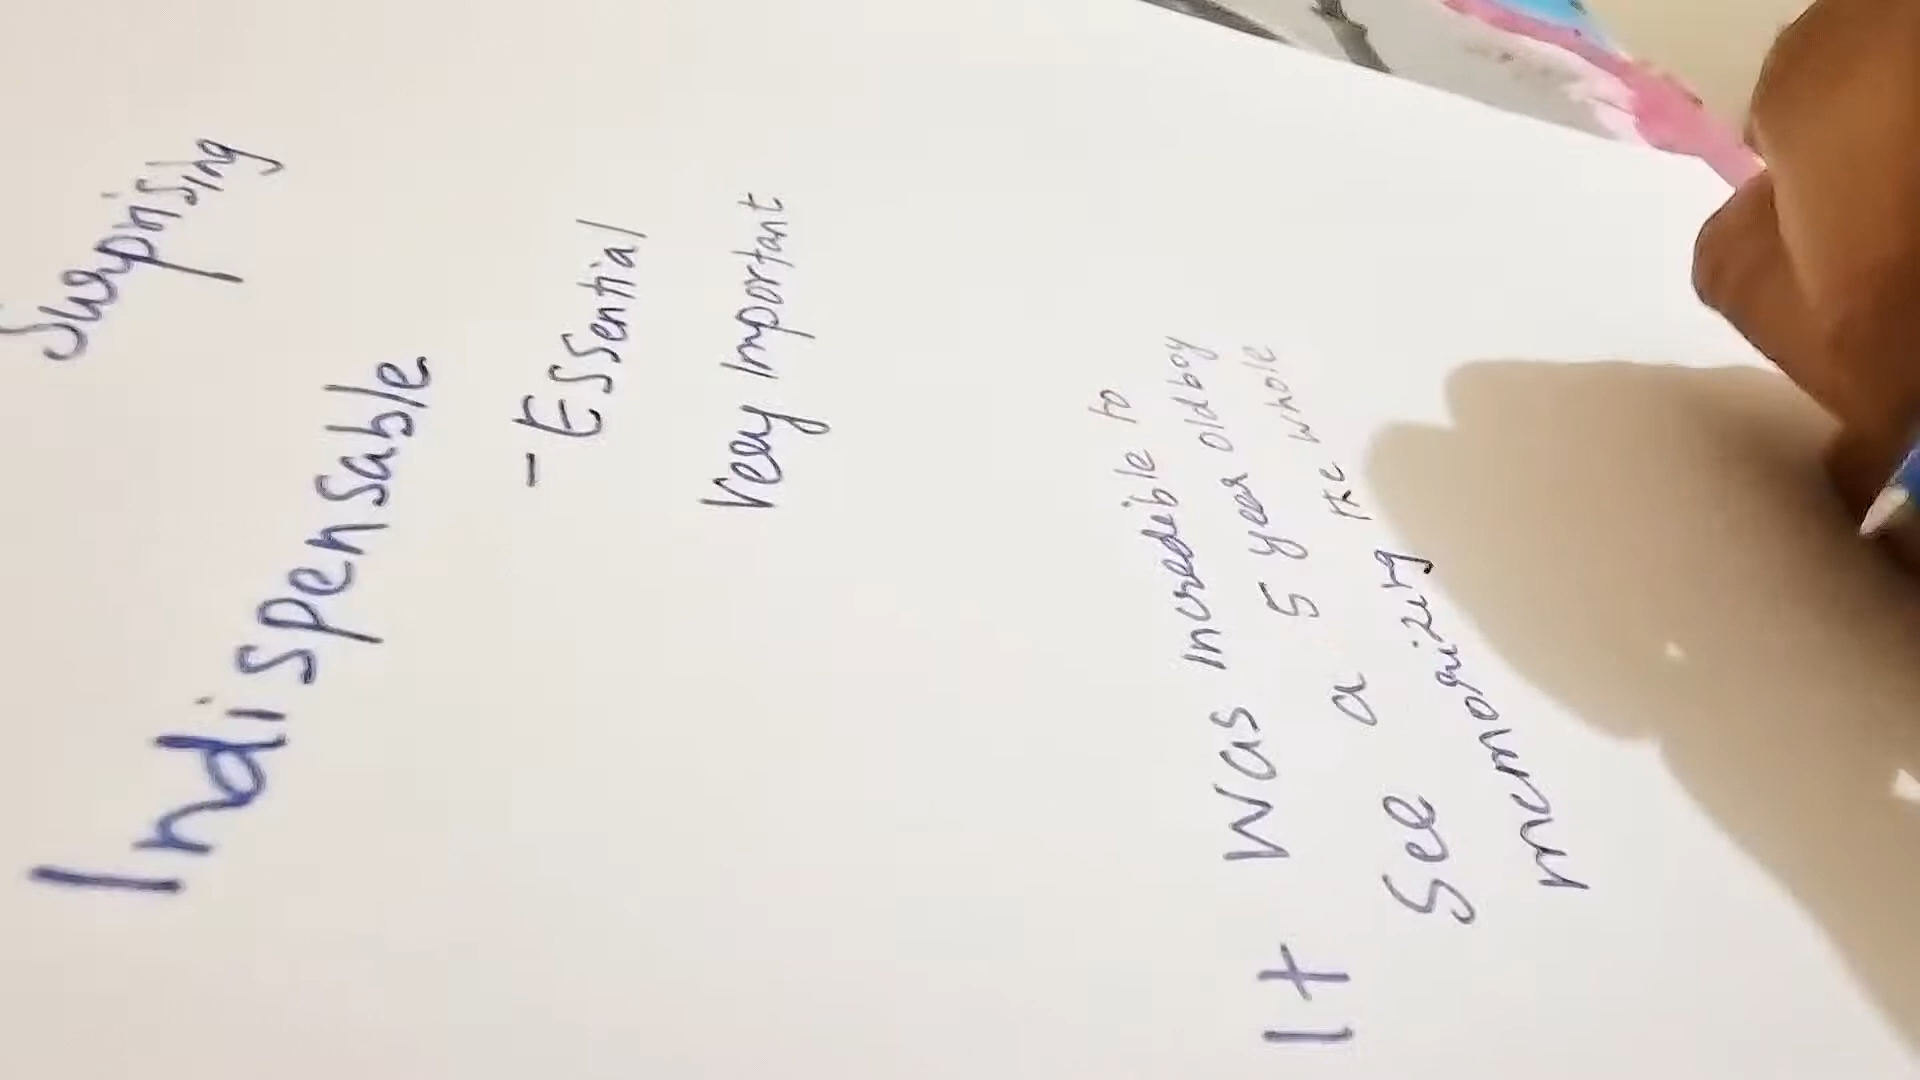 Surprising
Indispensable
- Essential
Very Important
It was incredible to
see a 5 year old boy
memorizing the whole